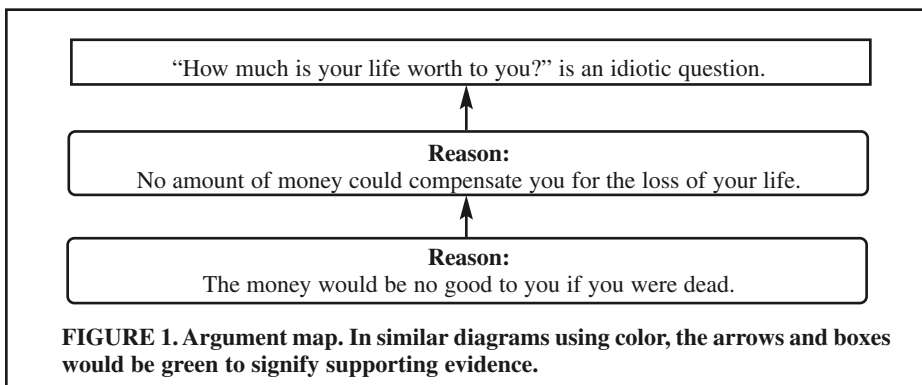 “How much is your life worth to you?” is an idiotic question.
Reason:
No amount of money could compensate you for the loss of your life.
Reason:
The money would be no good to you if you were dead.
FIGURE 1. Argument map. In similar diagrams using color, the arrows and boxes
would be green to signify supporting evidence.